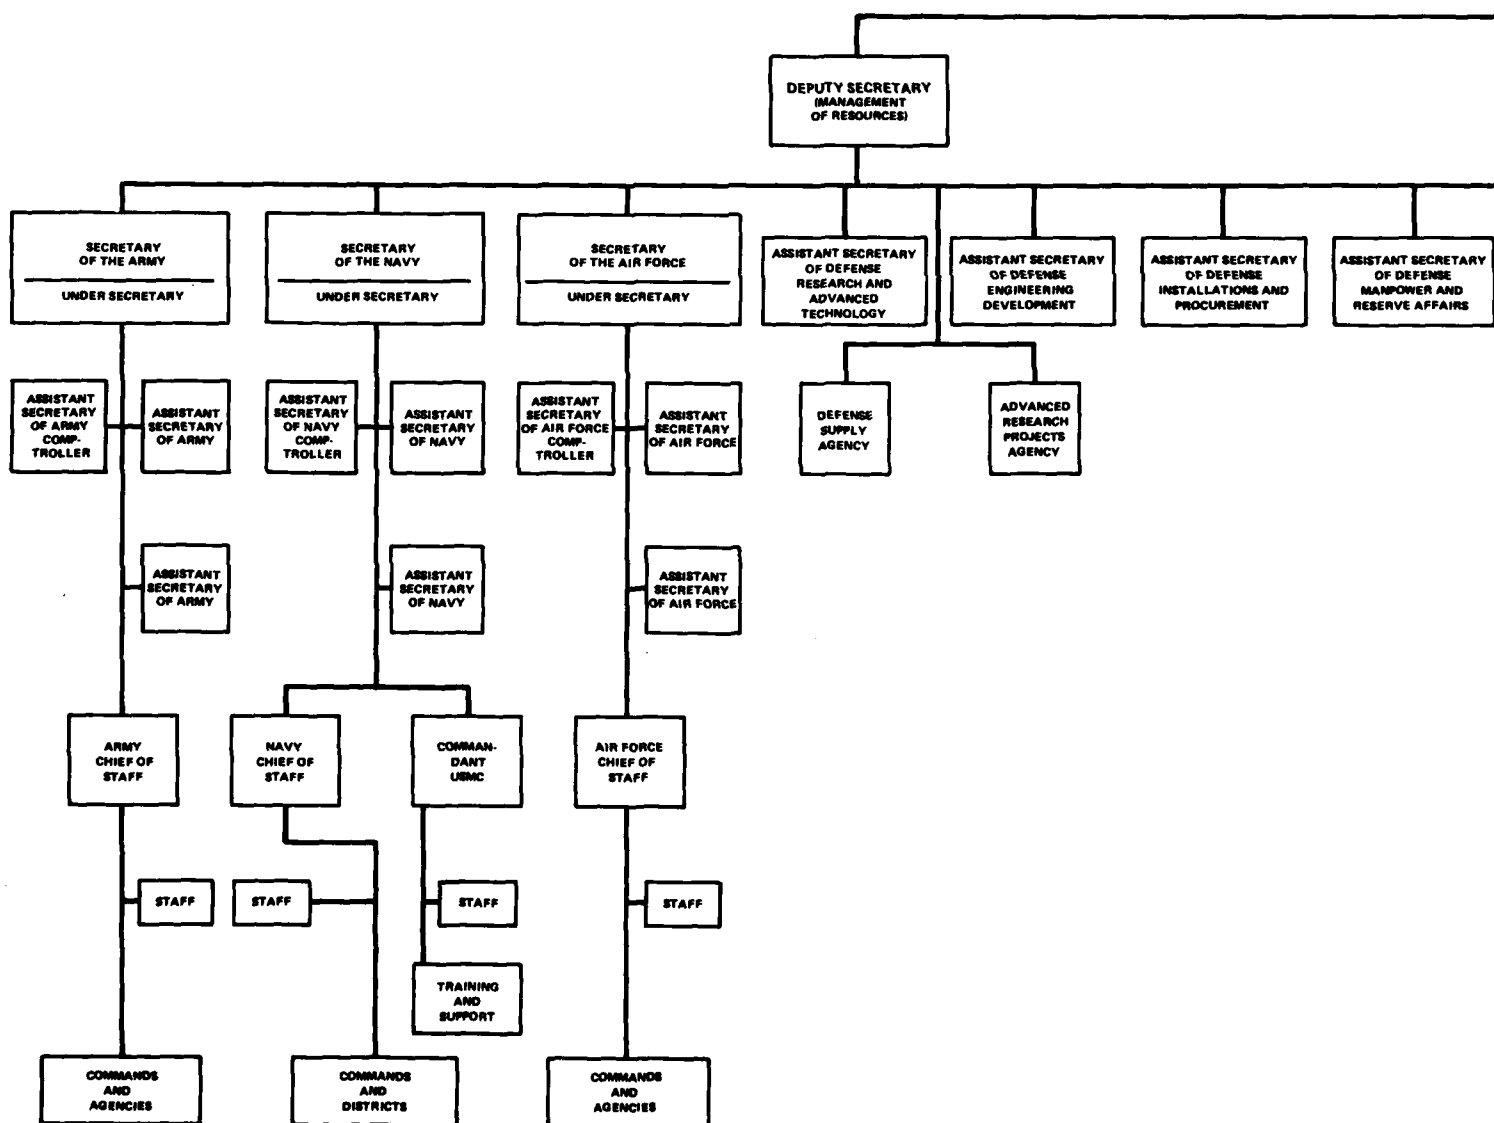 DEPUTY SECRETARY
(MANAGEMENT
OF RESOURCES)
SECRETARY
OF THE ARMY
UNDER SECRETARY
SECRETARY
OF THE NAVY
UNDER SECRETARY
SECRETARY
OF THE AIR FORCE
UNDER SECRETARY
ASSISTANT SECRETARY
OF DEFENSE
RESEARCH AND
ADVANCED
TECHNOLOGY
ASSISTANT SECRETARY
OF DEFENSE
ENGINEERING
DEVELOPMENT
ASSISTANT SECRETARY
OF DEFENSE
INSTALLATIONS AND
PROCUREMENT
ASSISTANT SECRETARY
OF DEFENSE
MANPOWER AND
RESERVE AFFAIRS
ASSISTANT
SECRETARY
OF ARMY
COMP-
TROLLER
ASSISTANT
SECRETARY
OF ARMY
ASSISTANT
SECRETARY
OF NAVY
COMP-
TROLLER
ASSISTANT
SECRETARY
OF NAVY
ASSISTANT
SECRETARY
OF AIR FORCE
COMP-
TROLLER
ASSISTANT
SECRETARY
OF AIR FORCE
DEFENSE
SUPPLY
AGENCY
ADVANCED
RESEARCH
PROJECTS
AGENCY
ASSISTANT
SECRETARY
OF ARMY
ASSISTANT
SECRETARY
OF NAVY
ASSISTANT
SECRETARY
OF AIR FORCE
ARMY
CHIEF OF
STAFF
NAVY
CHIEF OF
STAFF
COMMAN-
DANT
USMC
AIR FORCE
CHIEF OF
STAFF
STAFF
STAFF
STAFF
STAFF
TRAINING
AND
SUPPORT
COMMANDS
AND
AGENCIES
COMMANDS
AND
DISTRICTS
COMMANDS
AND
AGENCIES